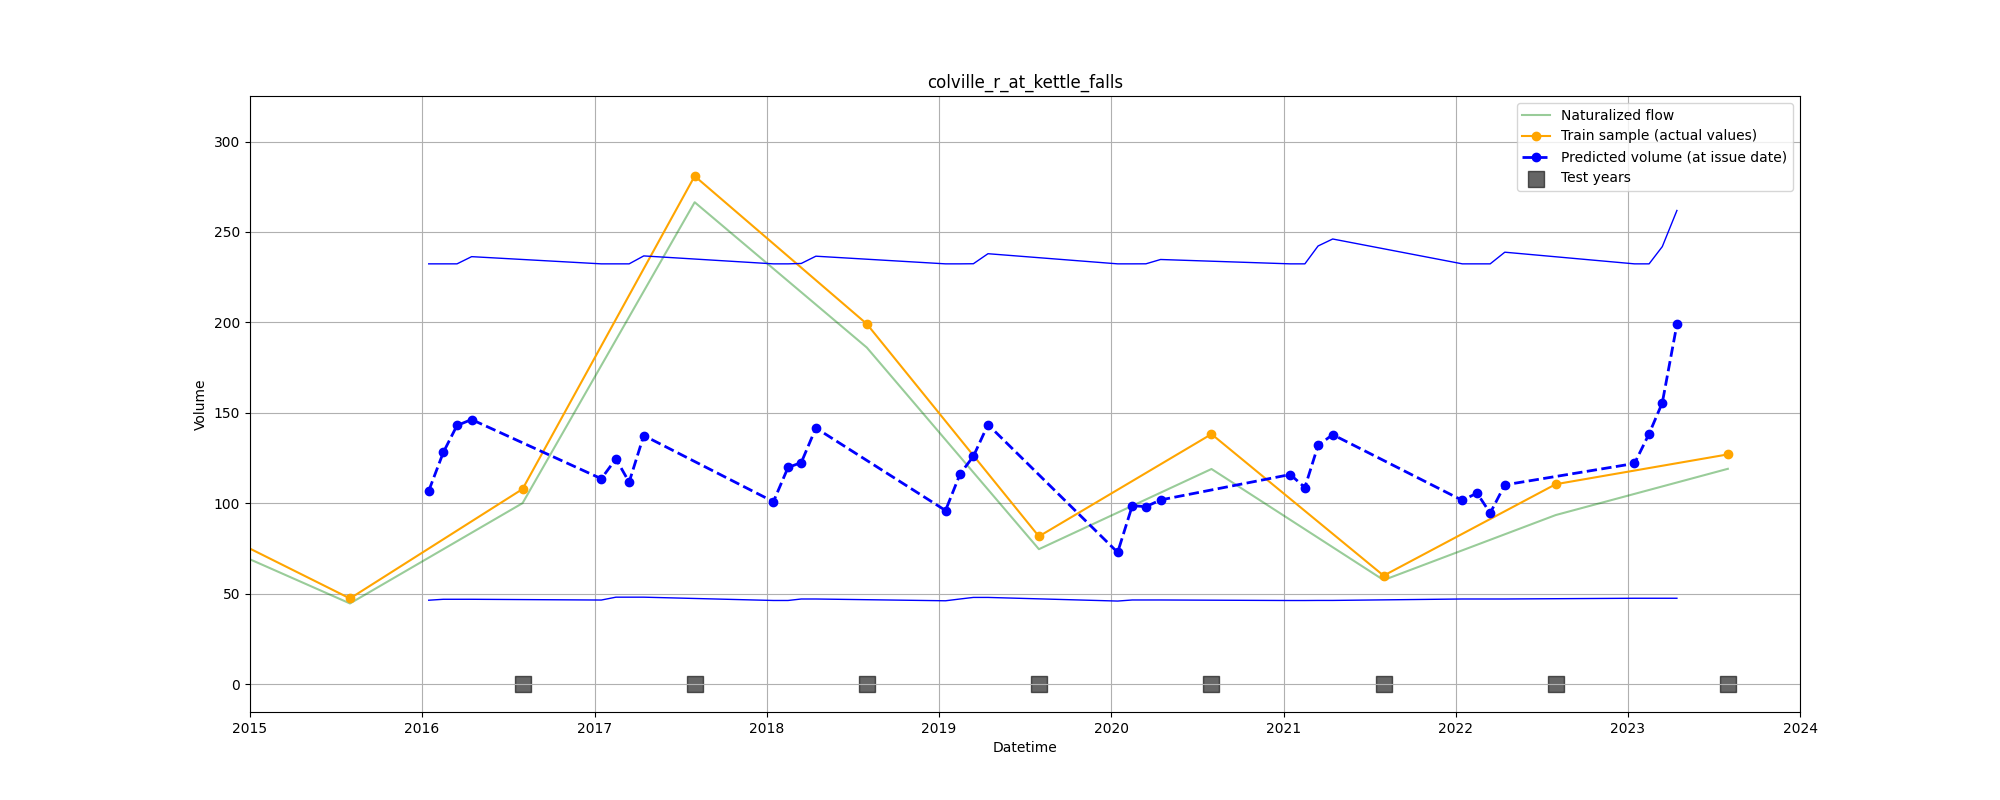 colville_r_at_kettle_falls
Naturalized flow
Train sample (actual values)
Predicted volume (at issue date)
Test years
300
250
200
150
100
50
0
Volume
2015 2016 2017 2018 2019 2020 2021 2022 2023 2024
Datetime